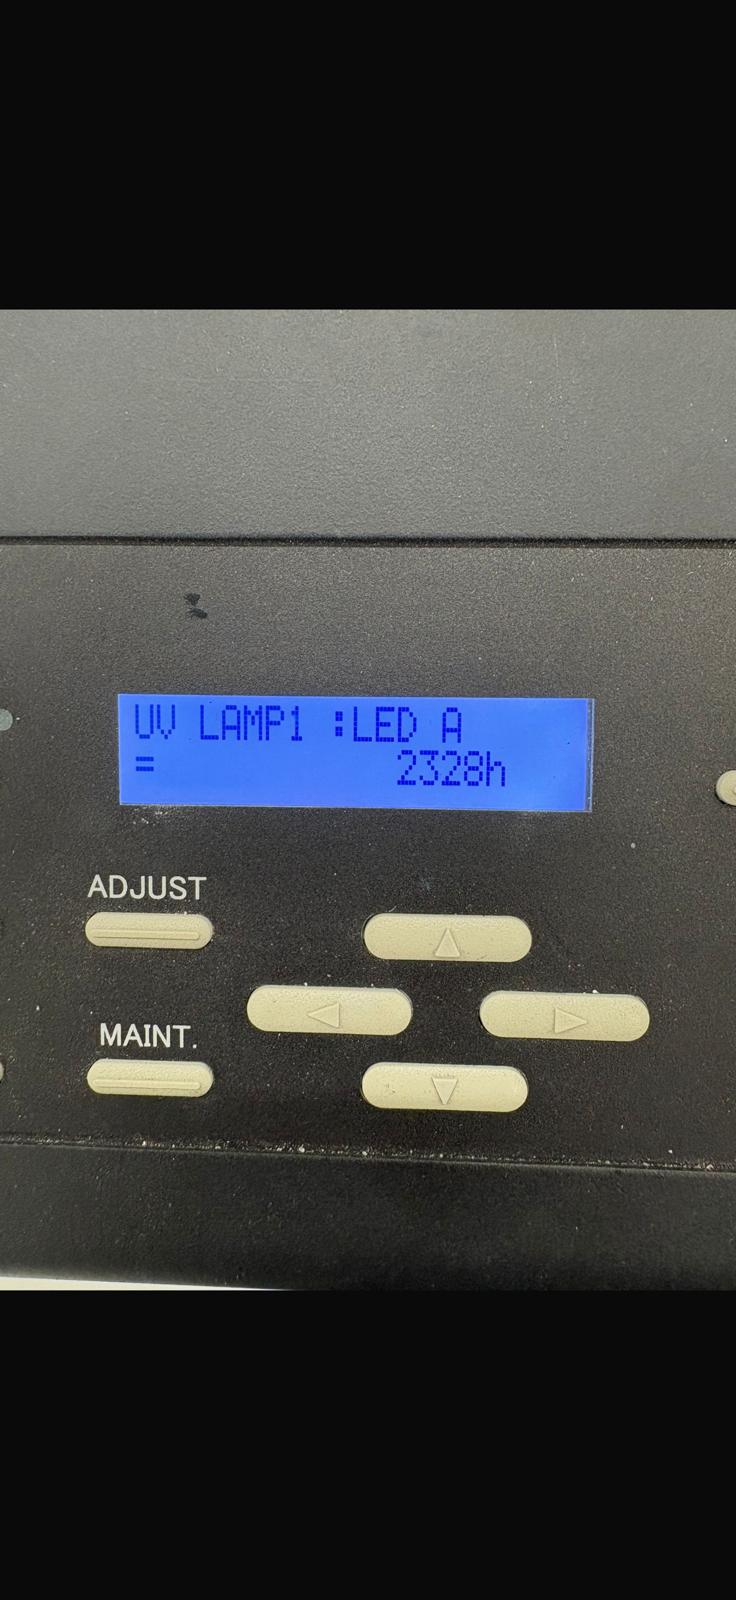 UV LAMP1 :LED A
= 2328h
ADJUST
MAINT.